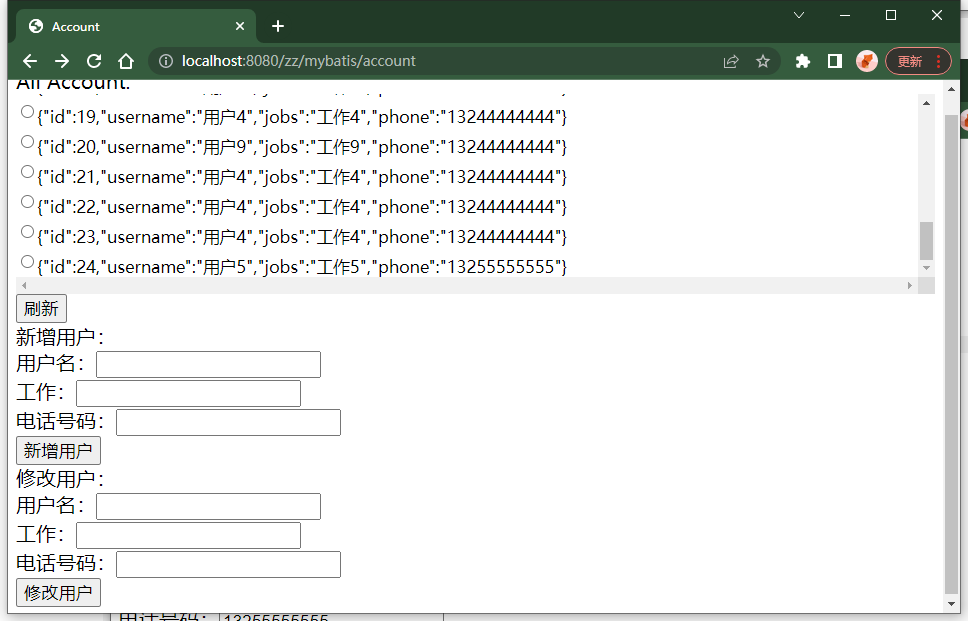 Account
localhost:8080/zz/mybatis/account
更新
All Account:
{"id":19,"username":"用户4","jobs":"工作4","phone":"13244444444"}
{"id":20,"username":"用户9","jobs":"工作9","phone":"13244444444"}
{"id":21,"username":"用户4","jobs":"工作4","phone":"13244444444"}
{"id":22,"username":"用户4","jobs":"工作4","phone":"13244444444"}
{"id":23,"username":"用户4","jobs":"工作4","phone":"13244444444"}
{"id":24,"username":"用户5","jobs":"工作5","phone":"13255555555"}
刷新
新增用户：
用户名：
工作：
电话号码：
新增用户
修改用户：
用户名：
工作：
电话号码：
修改用户
电话号码： 13255555555